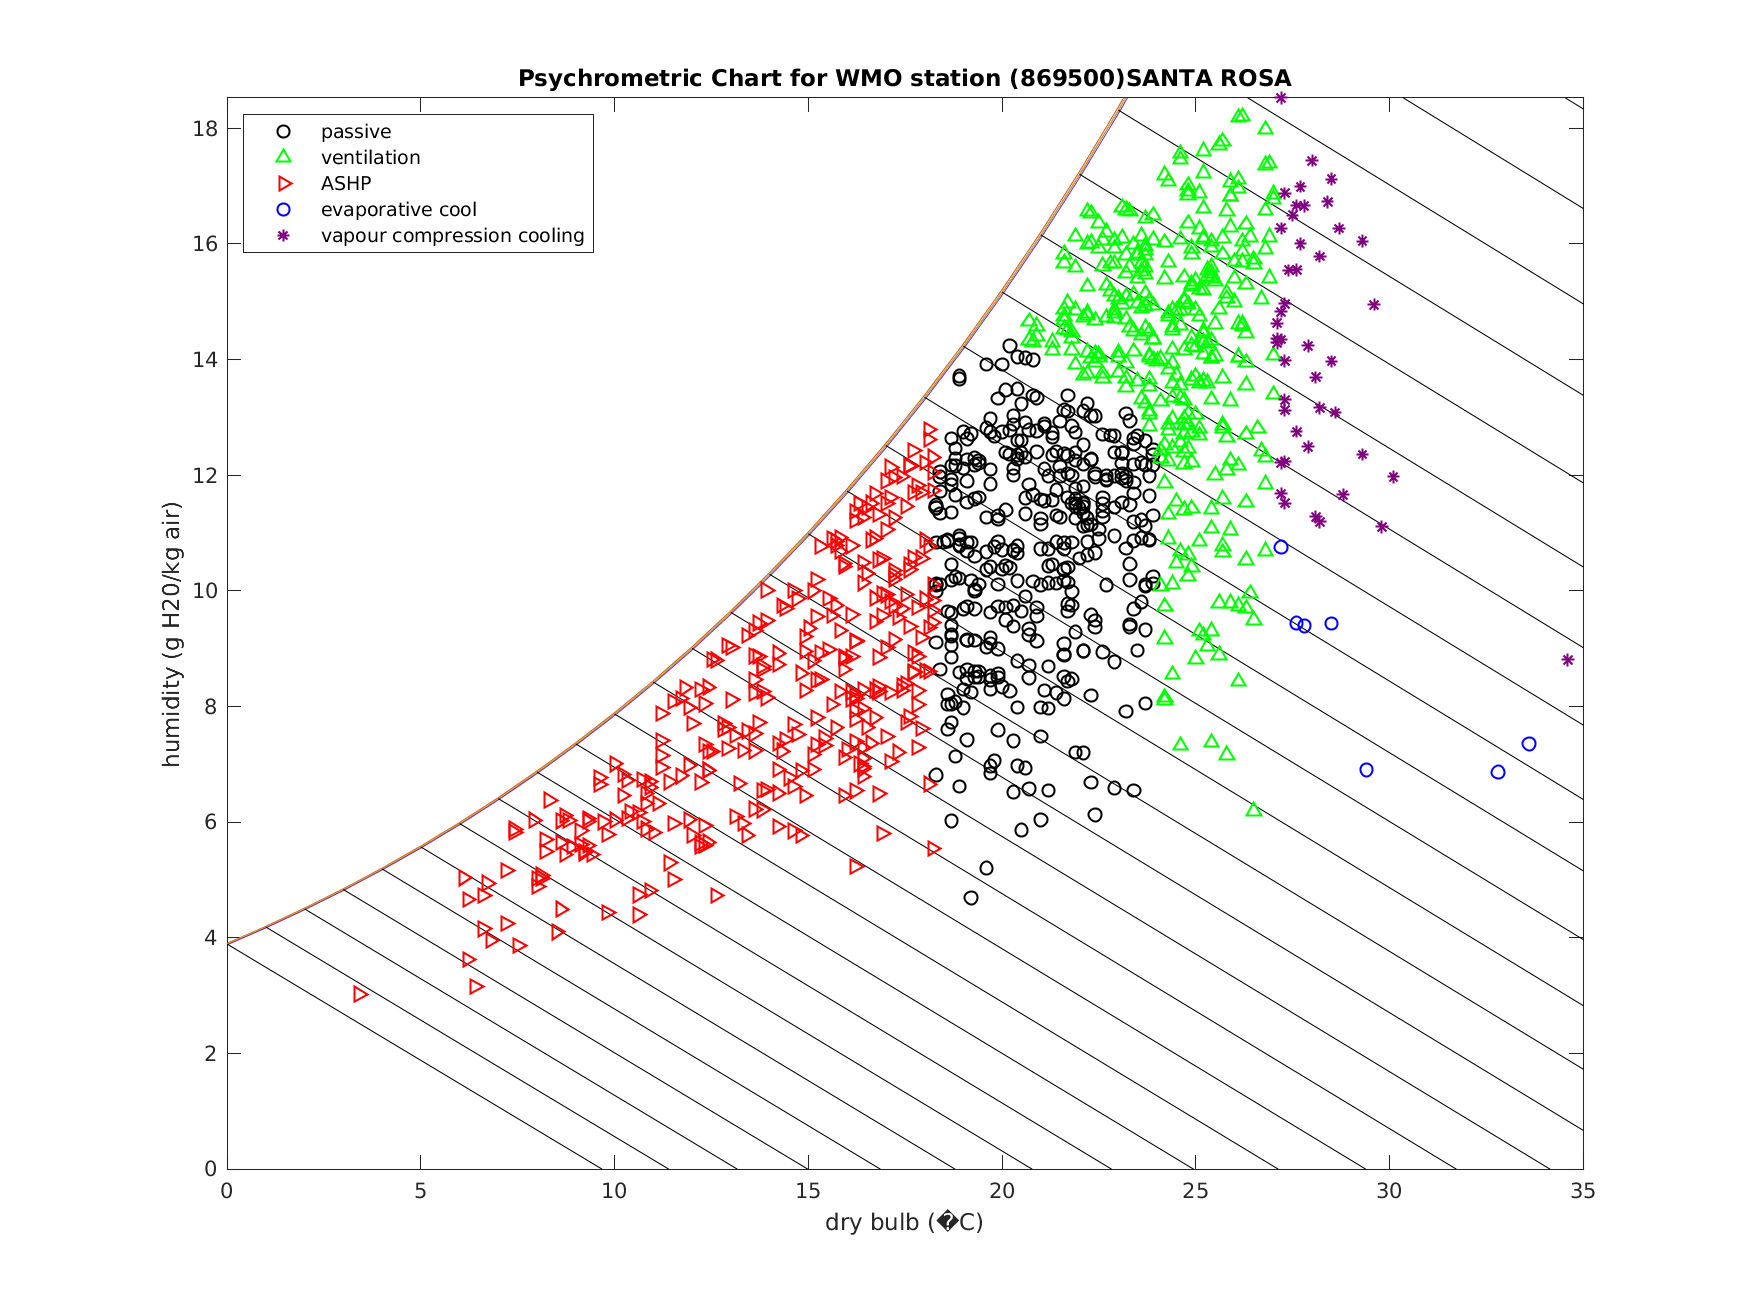 Psychrometric Chart for WMO station (869500)SANTA ROSA
passive
ventilation
ASHP
evaporative cool
vapour compression cooling
humidity (g H20/kg air)
18
16
14
12
10
8
6
4
2
0
0 5 10 15 20 25 30 35
dry bulb (�C)